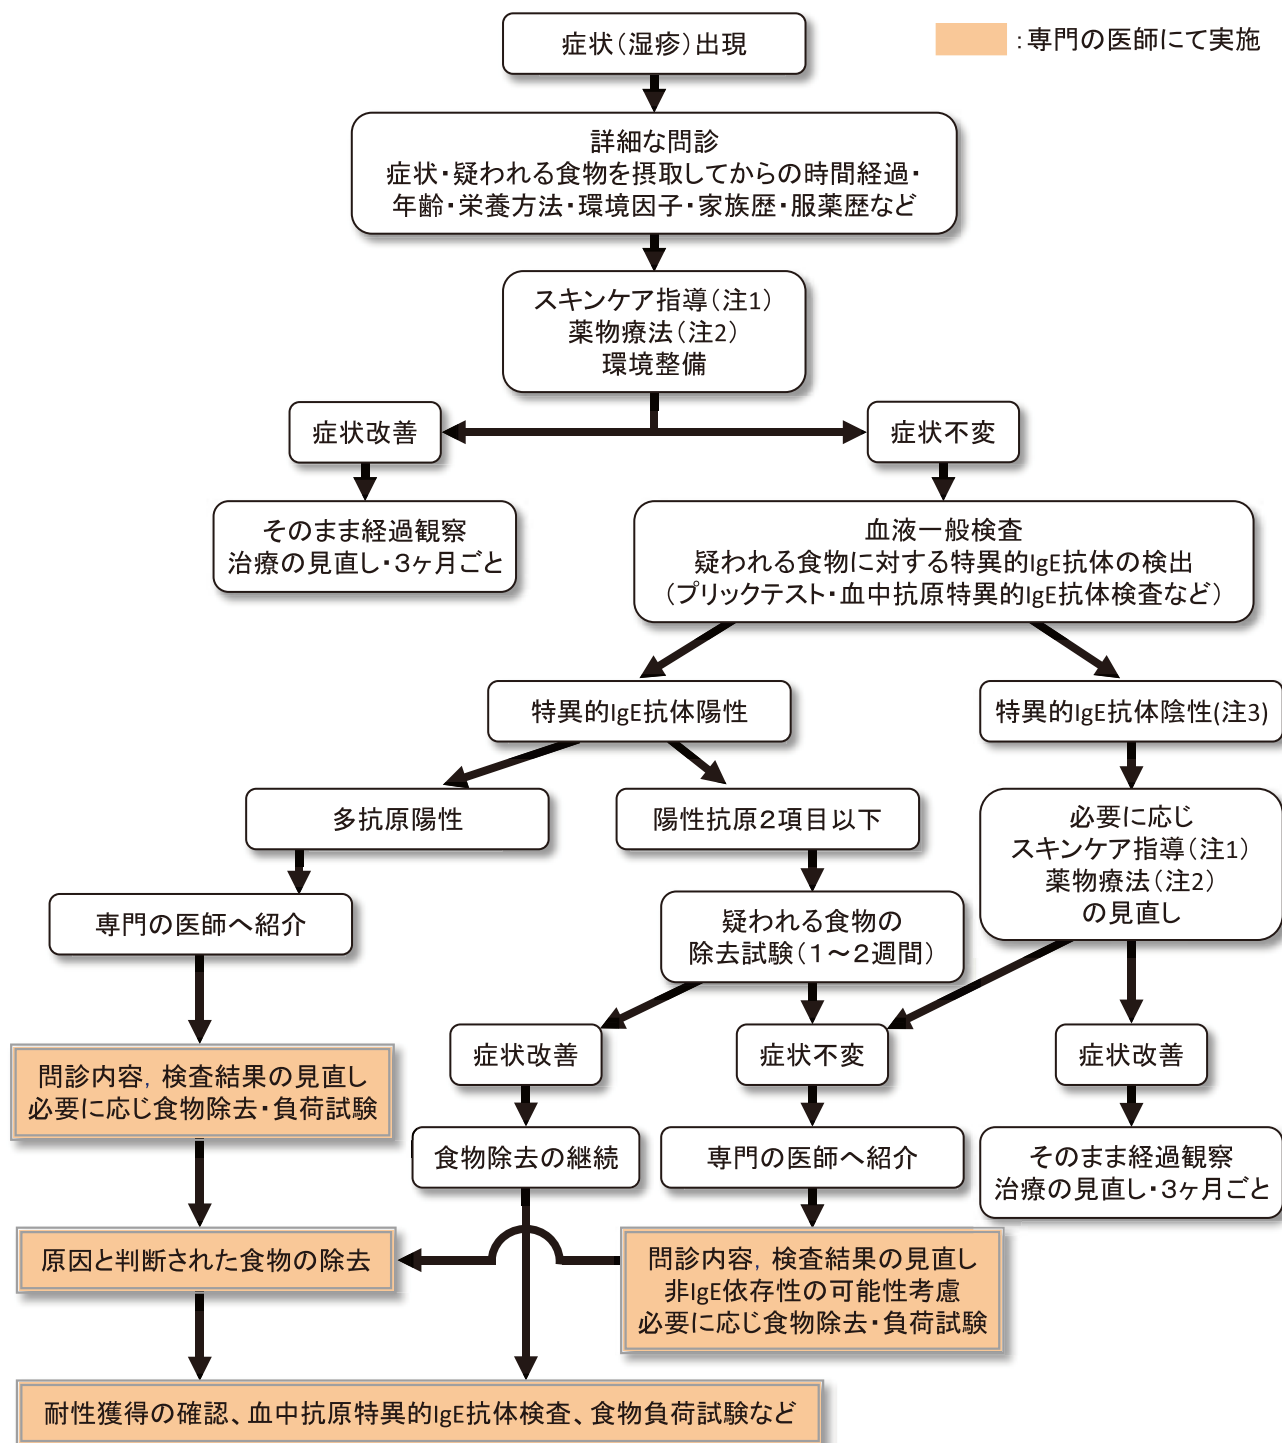 症状（湿疹）出現
：専門の医師にて実施
詳細な問診
症状・疑われる食物を摂取してからの時間経過・
年齢・栄養方法・環境因子・家族歴・服薬歴など
スキンケア指導（注1）
薬物療法（注2）
環境整備
症状改善
症状不変
そのまま経過観察
治療の見直し・3ヶ月ごと
血液一般検査
疑われる食物に対する特異的IgE抗体の検出
（プリックテスト・血中抗原特異的IgE抗体検査など）
特異的IgE抗体陽性
特異的IgE抗体陰性(注3)
多抗原陽性
陽性抗原２項目以下
必要に応じ
スキンケア指導（注1）
薬物療法（注2）
の見直し
専門の医師へ紹介
疑われる食物の
除去試験（１～２週間）
症状改善
症状不変
症状改善
問診内容，検査結果の見直し
必要に応じ食物除去・負荷試験
食物除去の継続
専門の医師へ紹介
そのまま経過観察
治療の見直し・3ヶ月ごと
原因と判断された食物の除去
問診内容，検査結果の見直し
非IgE依存性の可能性考慮
必要に応じ食物除去・負荷試験
耐性獲得の確認、血中抗原特異的IgE抗体検査、食物負荷試験など